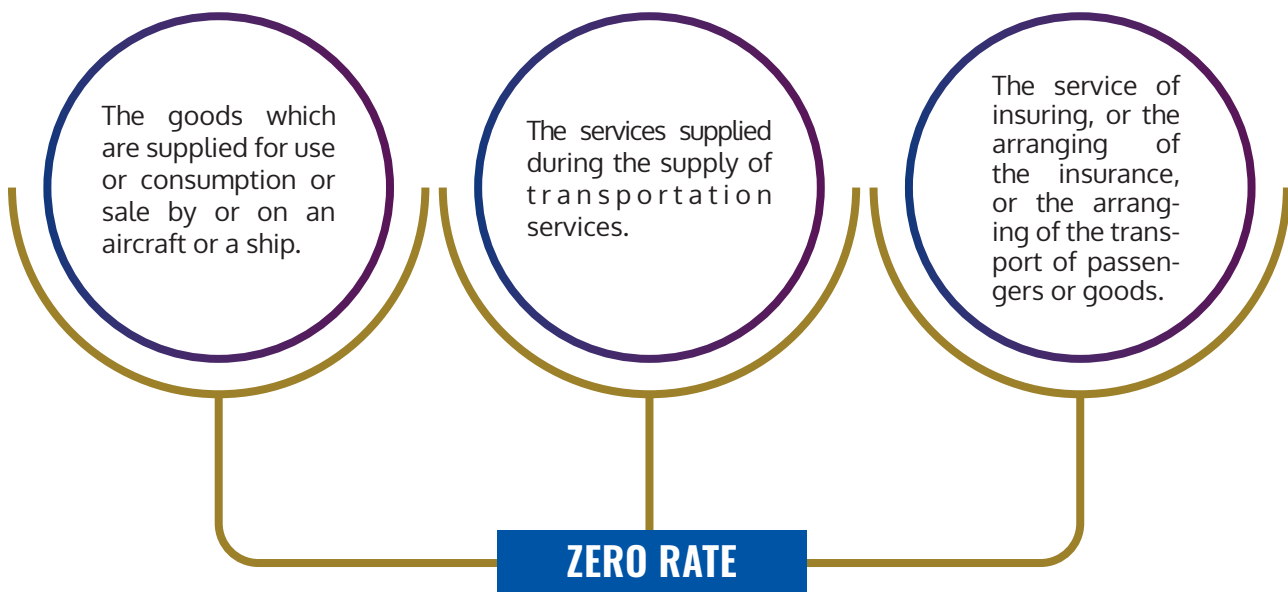 The goods which
are supplied for use
or consumption or
sale by or on an
aircraft or a ship.
The services supplied
during the supply of
transportation
services.
The service of
insuring, or the
arranging of
the insurance,
or the arrang-
ing of the trans-
port of passen-
gers or goods.
ZERO RATE